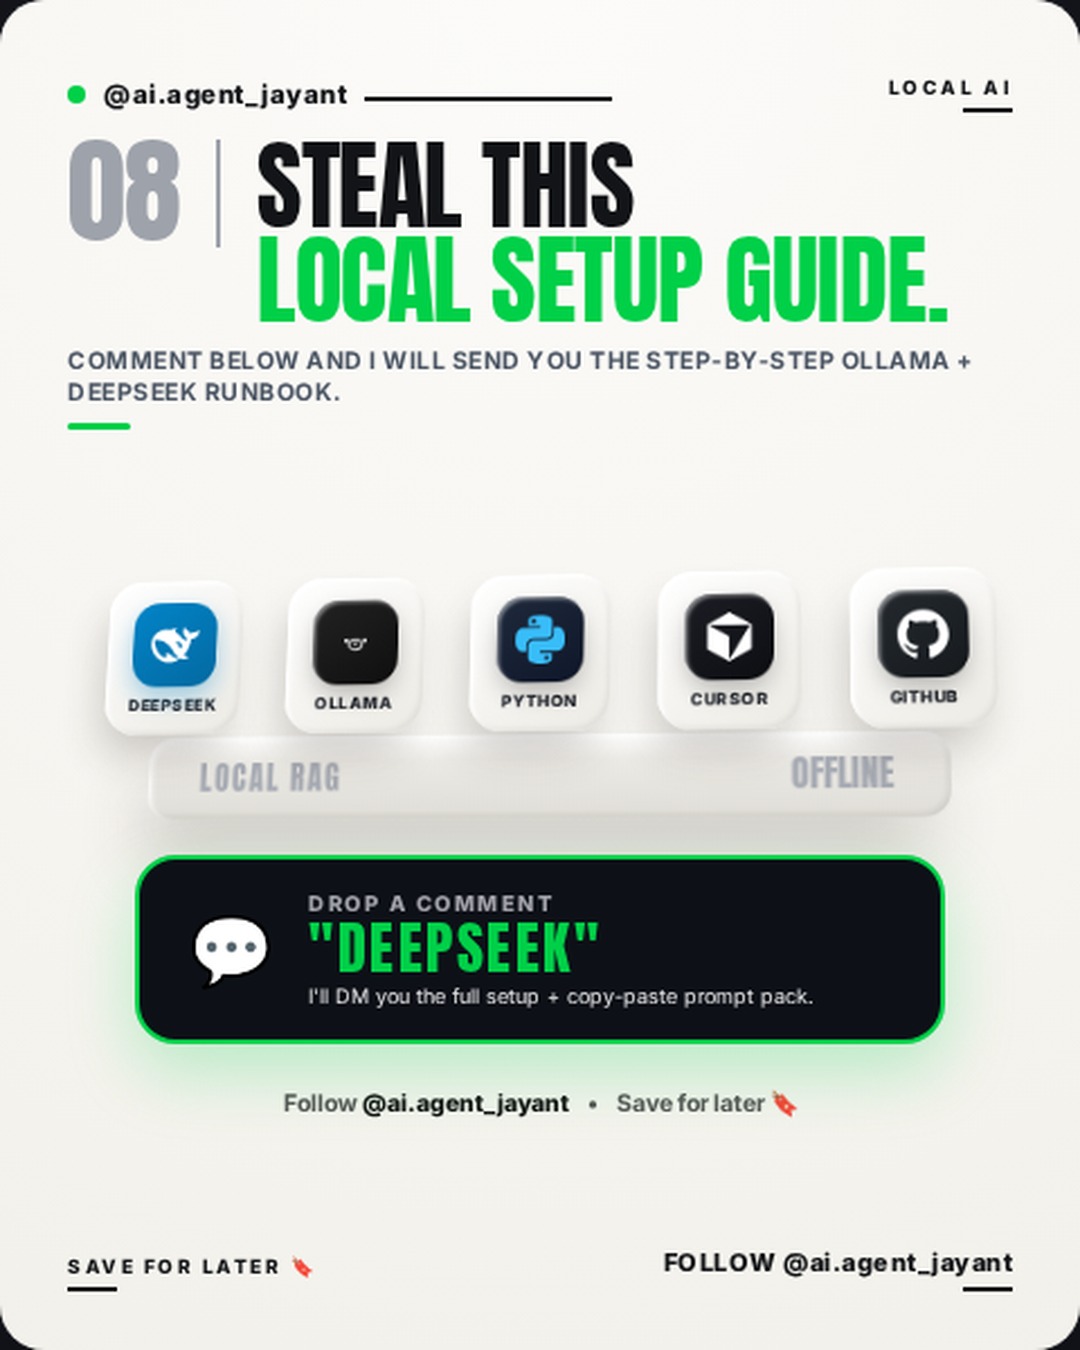 @ai.agent_jayant
LOCAL AI
08
STEAL THIS
LOCAL SETUP GUIDE.
COMMENT BELOW AND I WILL SEND YOU THE STEP-BY-STEP OLLAMA +
DEEPSEEK RUNBOOK.
DEEPSEEK
OLLAMA
PYTHON
CURSOR
GITHUB
LOCAL RAG
OFFLINE
DROP A COMMENT
"DEEPSEEK"
I'll DM you the full setup + copy-paste prompt pack.
Follow @ai.agent_jayant • Save for later 🔖
SAVE FOR LATER 🔖
FOLLOW @ai.agent_jayant